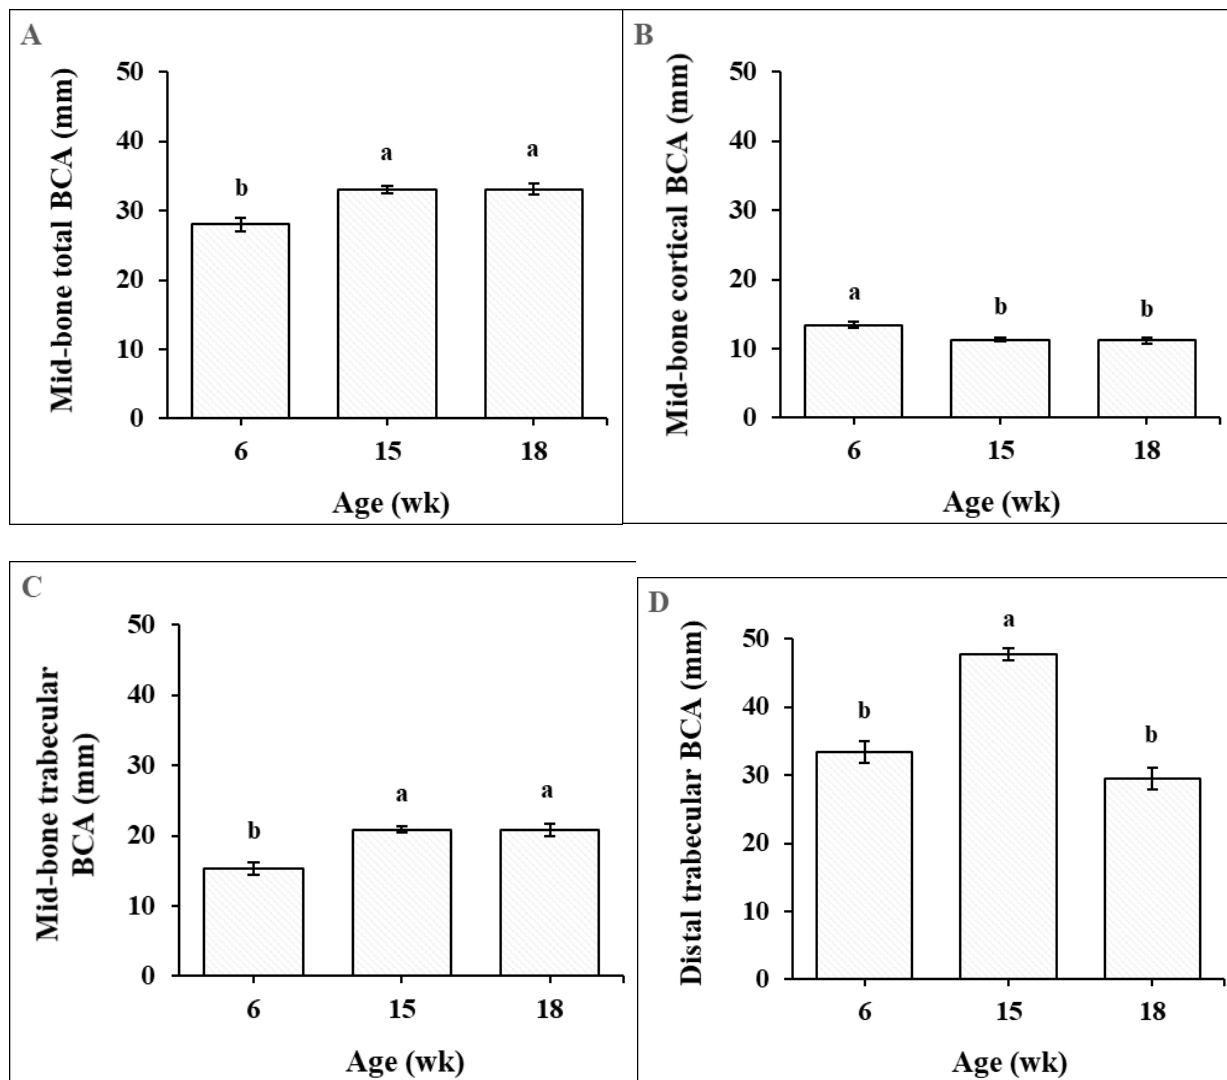 A
Mid-bone total BCA (mm)
50
40
30
20
10
0
b
a
a
6
15
18
Age (wk)
B
Mid-bone cortical BCA (mm)
50
40
30
20
10
0
a
b
b
6
15
18
Age (wk)
C
Mid-bone trabecular
BCA (mm)
50
40
30
20
10
0
b
a
a
6
15
18
Age (wk)
D
Distal trabecular BCA (mm)
50
40
30
20
10
0
b
a
b
6
15
18
Age (wk)